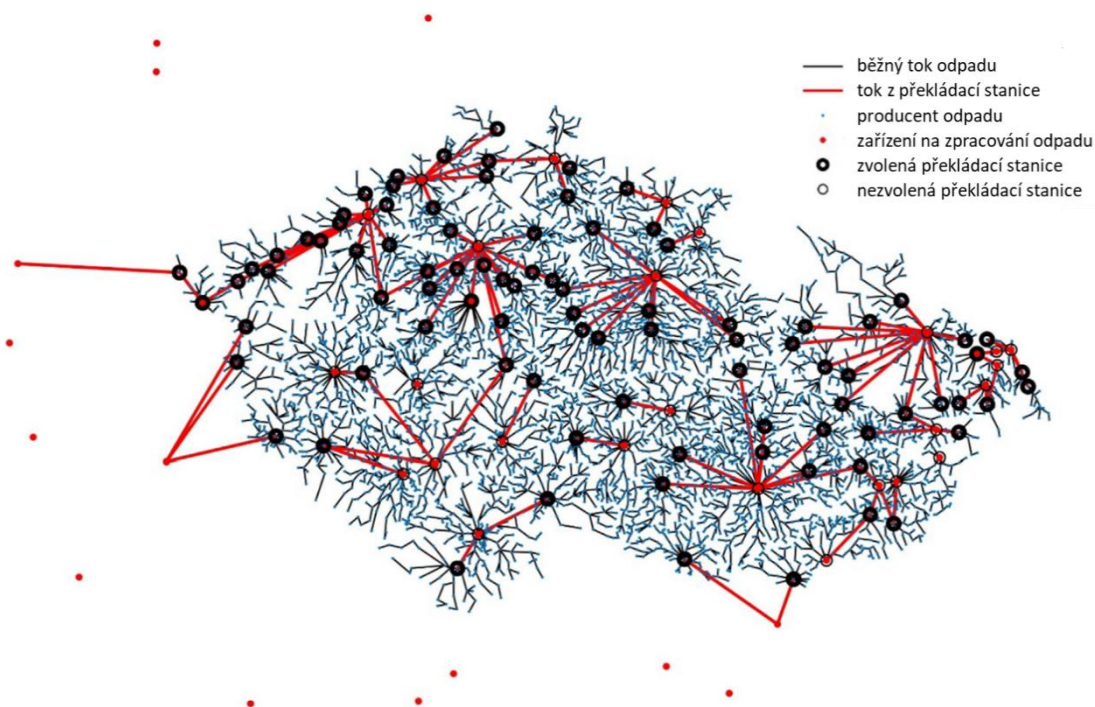 běžný tok odpadu
tok z překládací stanice
producent odpadu
zařízení na zpracování odpadu
zvolená překládací stanice
nezvolená překládací stanice